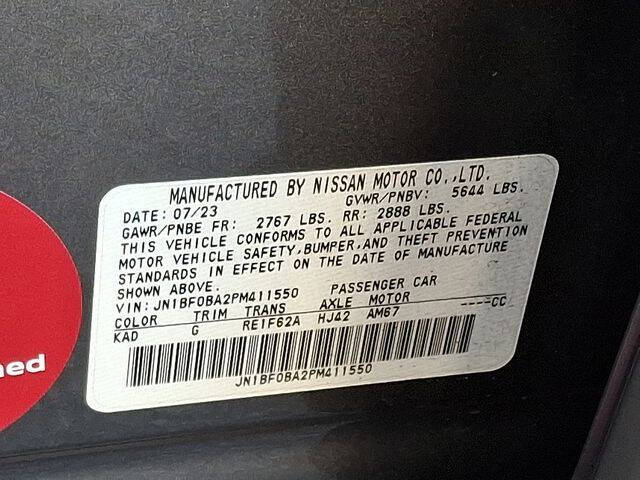 MANUFACTURED BY NISSAN MOTOR CO.,LTD.
DATE: 07/23 GVWR/PNBV: 5644 LBS.
GAWR/PNBE FR: 2767 LBS. RR: 2888 LBS.
THIS VEHICLE CONFORMS TO ALL APPLICABLE FEDERAL
MOTOR VEHICLE SAFETY,BUMPER,AND THEFT PREVENTION
STANDARDS IN EFFECT ON THE DATE OF MANUFACTURE
SHOWN ABOVE.
VIN:JN1BF0BA2PM411550 PASSENGER CAR
COLOR TRIM TRANS AXLE MOTOR ----CC
KAD G RE1F62A HJ42 AM67
JN1BF0BA2PM411550
ned